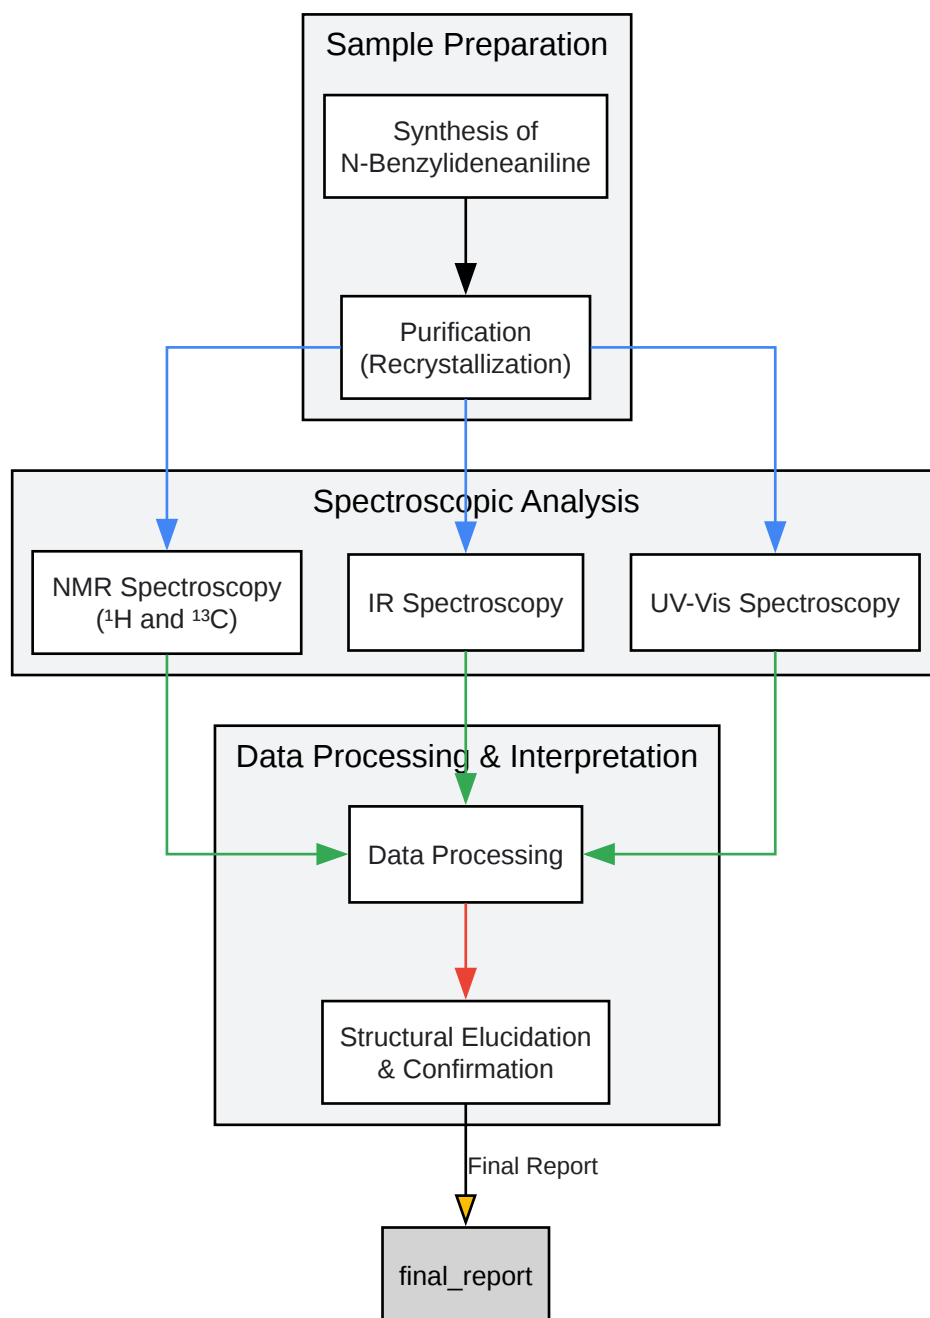 Sample Preparation
Synthesis of
N-Benzylideneaniline
Purification
(Recrystallization)
Spectroscopic Analysis
NMR Spectroscopy
(¹H and ¹³C)
IR Spectroscopy
UV-Vis Spectroscopy
Data Processing & Interpretation
Data Processing
Structural Elucidation
& Confirmation
Final Report
final_report